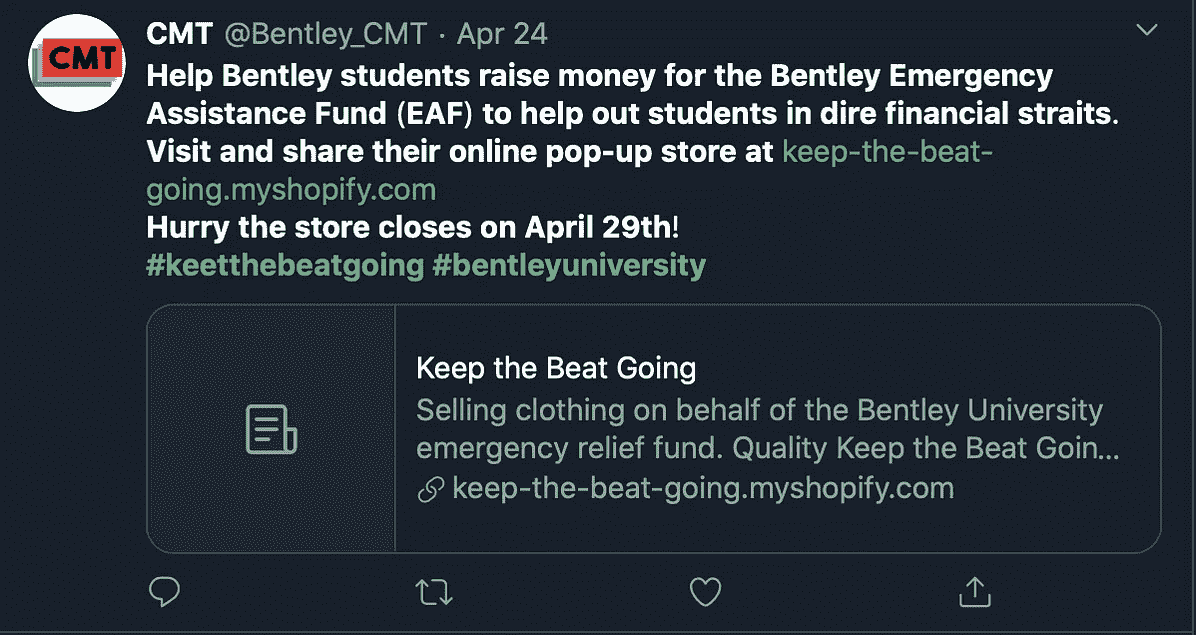 CMT
CMT @Bentley_CMT · Apr 24
Help Bentley students raise money for the Bentley Emergency
Assistance Fund (EAF) to help out students in dire financial straits.
Visit and share their online pop-up store at keep-the-beat-
going.myshopify.com
Hurry the store closes on April 29th!
#keetthebeatgoing #bentleyuniversity
Keep the Beat Going
Selling clothing on behalf of the Bentley University
emergency relief fund. Quality Keep the Beat Goin...
keep-the-beat-going.myshopify.com